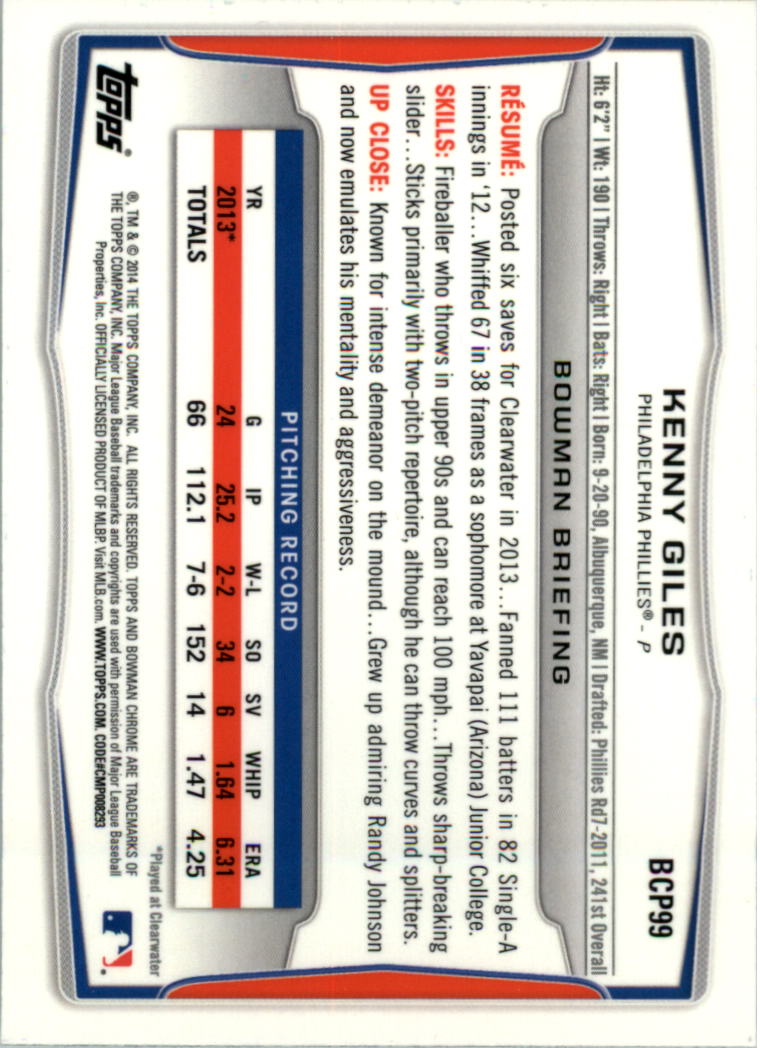 BCP99
KENNY GILES
PHILADELPHIA PHILLIES® - P
Ht: 6'2" | Wt: 190 | Throws: Right | Bats: Right | Born: 9-20-90, Albuquerque, NM | Drafted: Phillies Rd7-2011, 241st Overall
BOWMAN BRIEFING
RÉSUMÉ: Posted six saves for Clearwater in 2013...Fanned 111 batters in 82 Single-A
innings in '12...Whiffed 67 in 38 frames as a sophomore at Yavapai (Arizona) Junior College.
SKILLS: Fireballer who throws in upper 90s and can reach 100 mph...Throws sharp-breaking
slider...Sticks primarily with two-pitch repertoire, although he can throw curves and splitters.
UP CLOSE: Known for intense demeanor on the mound...Grew up admiring Randy Johnson
and now emulates his mentality and aggressiveness.
PITCHING RECORD
YR G IP W-L SO SV WHIP ERA
2013* 24 25.2 2-2 34 6 1.64 6.31
TOTALS 66 112.1 7-6 152 14 1.47 4.25
*Played at Clearwater
topps®
®, TM & © 2014 THE TOPPS COMPANY, INC. ALL RIGHTS RESERVED. TOPPS AND BOWMAN CHROME ARE TRADEMARKS OF
THE TOPPS COMPANY, INC. Major League Baseball trademarks and copyrights are used with permission of Major League Baseball
Properties, Inc. OFFICIALLY LICENSED PRODUCT OF MLBP. Visit MLB.com. WWW.TOPPS.COM. CODE#CMP008293